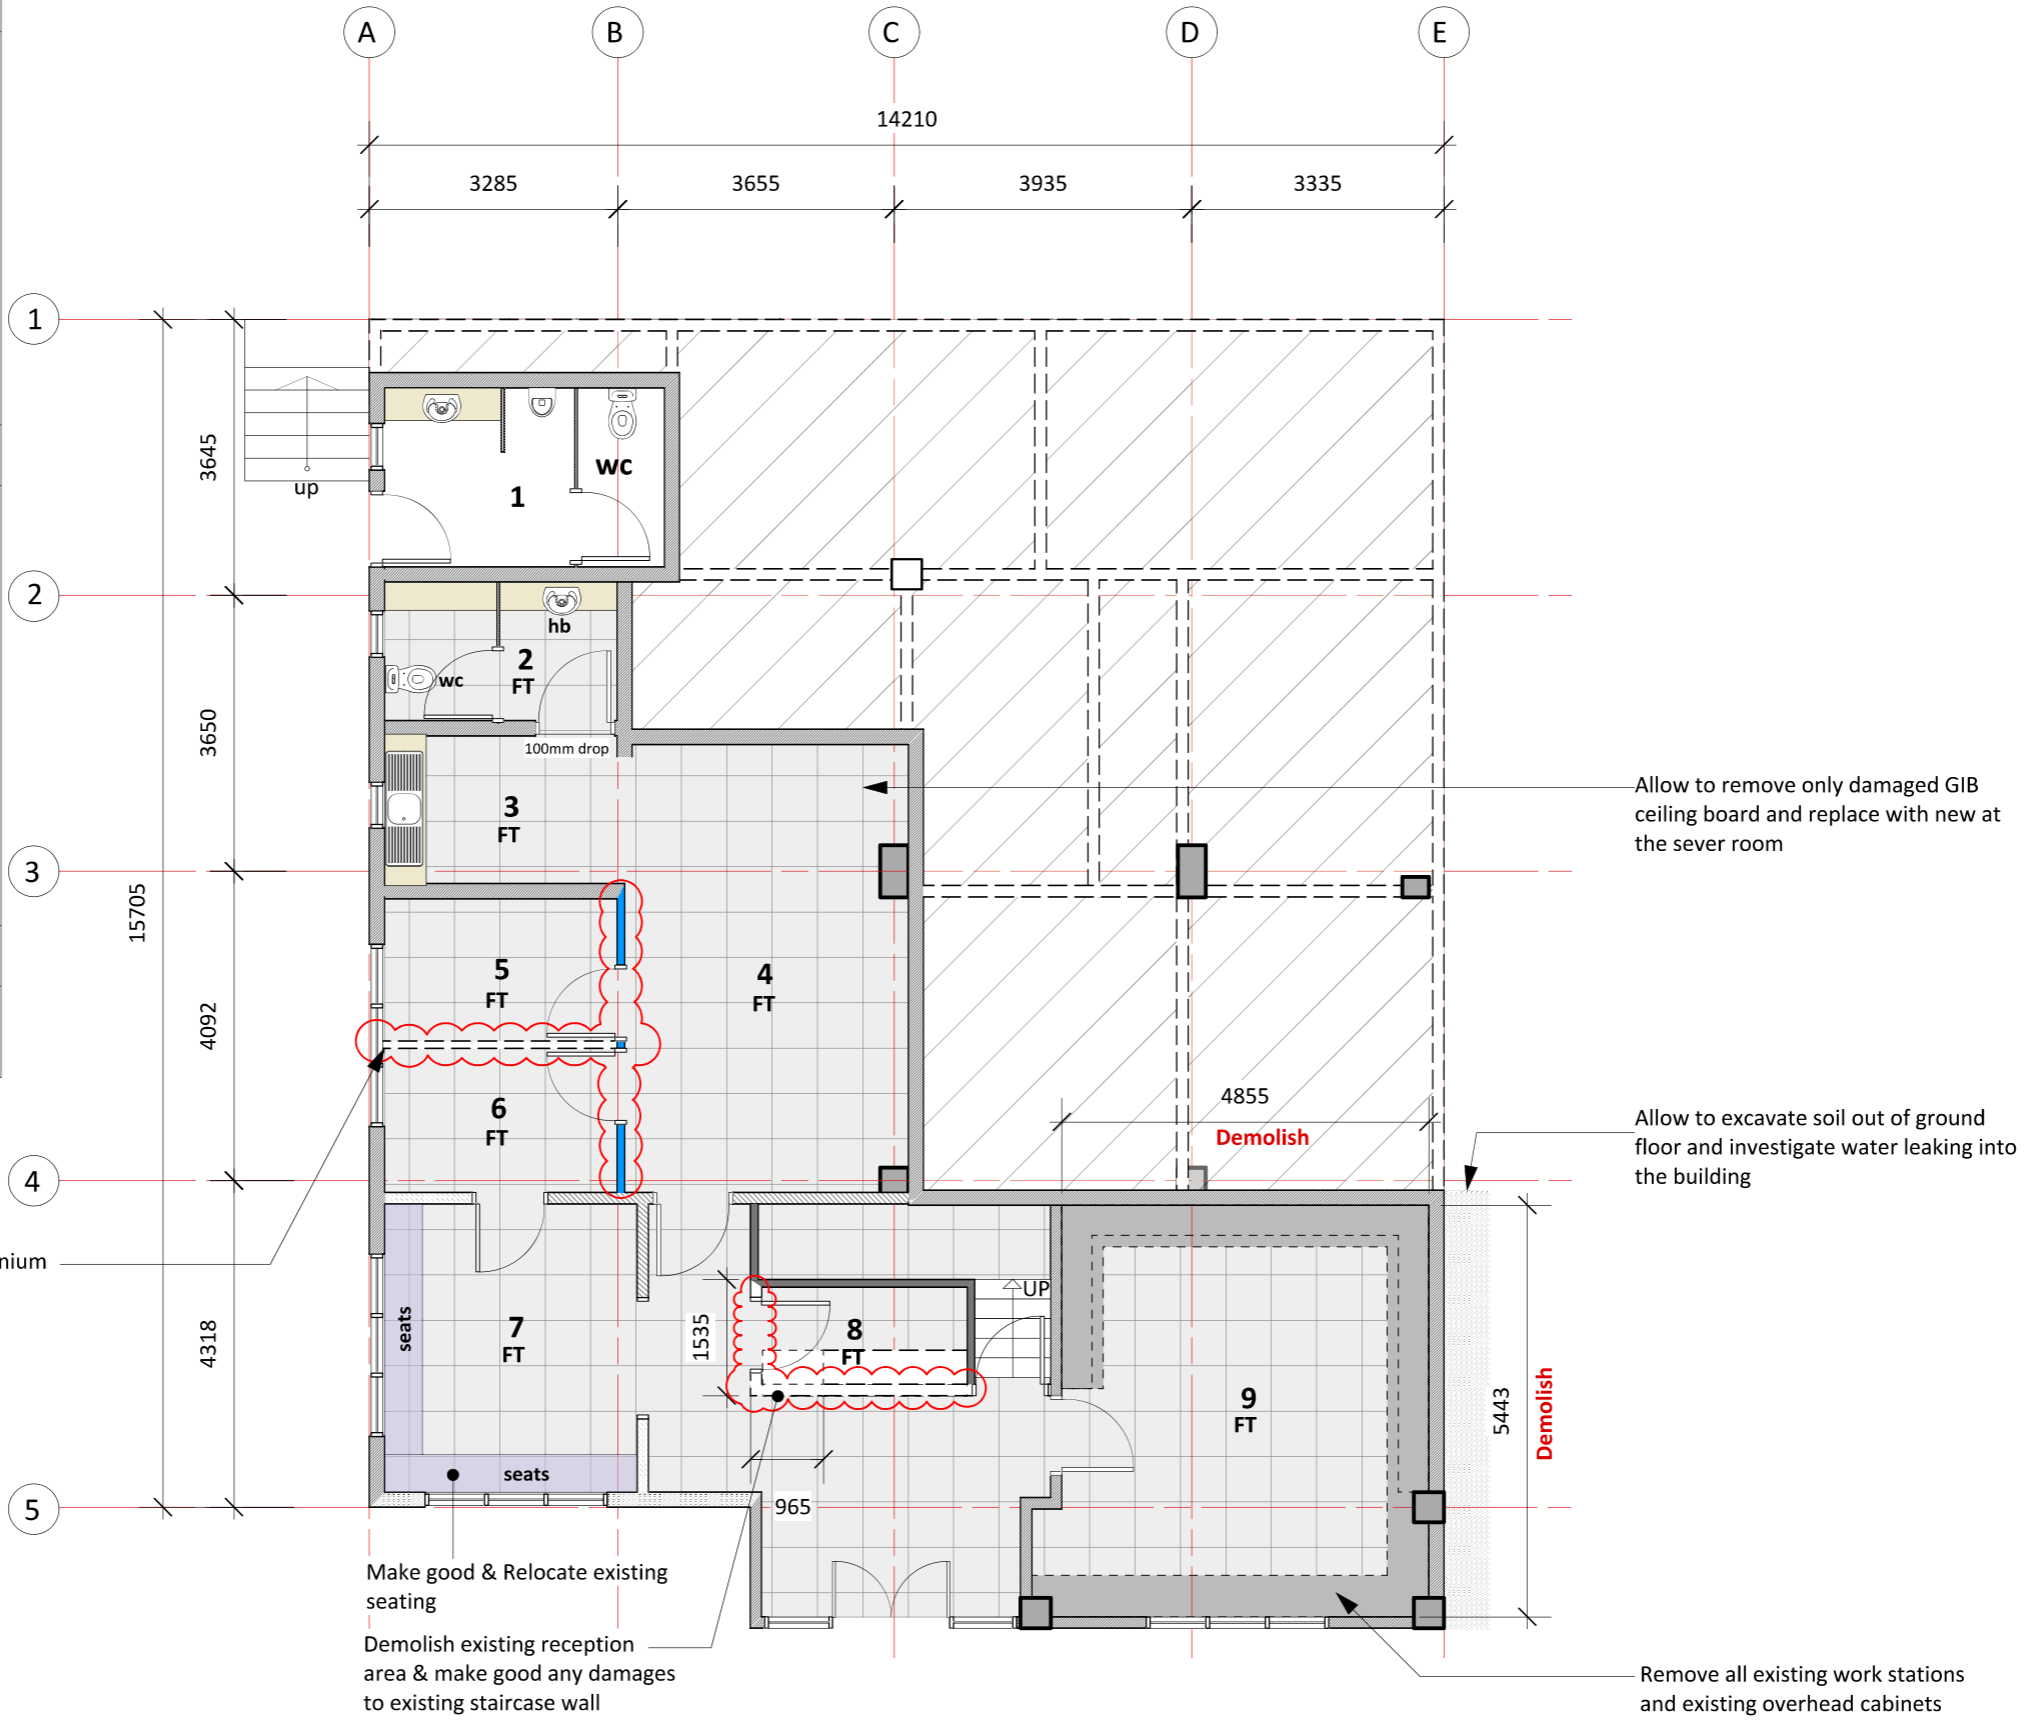 A
B
C
D
E
14210
3285
3655
3935
3335
1
2
3
4
5
15705
3645
3650
4092
4318
up
1
wc
hb
2
FT
wc
100mm drop
3
FT
4
FT
5
FT
6
FT
7
FT
seats
seats
8
FT
UP
1535
965
9
FT
4855
Demolish
5443
Demolish
Allow to remove only damaged GIB
ceiling board and replace with new at
the sever room
Allow to excavate soil out of ground
floor and investigate water leaking into
the building
nium
Make good & Relocate existing
seating
Demolish existing reception
area & make good any damages
to existing staircase wall
Remove all existing work stations
and existing overhead cabinets